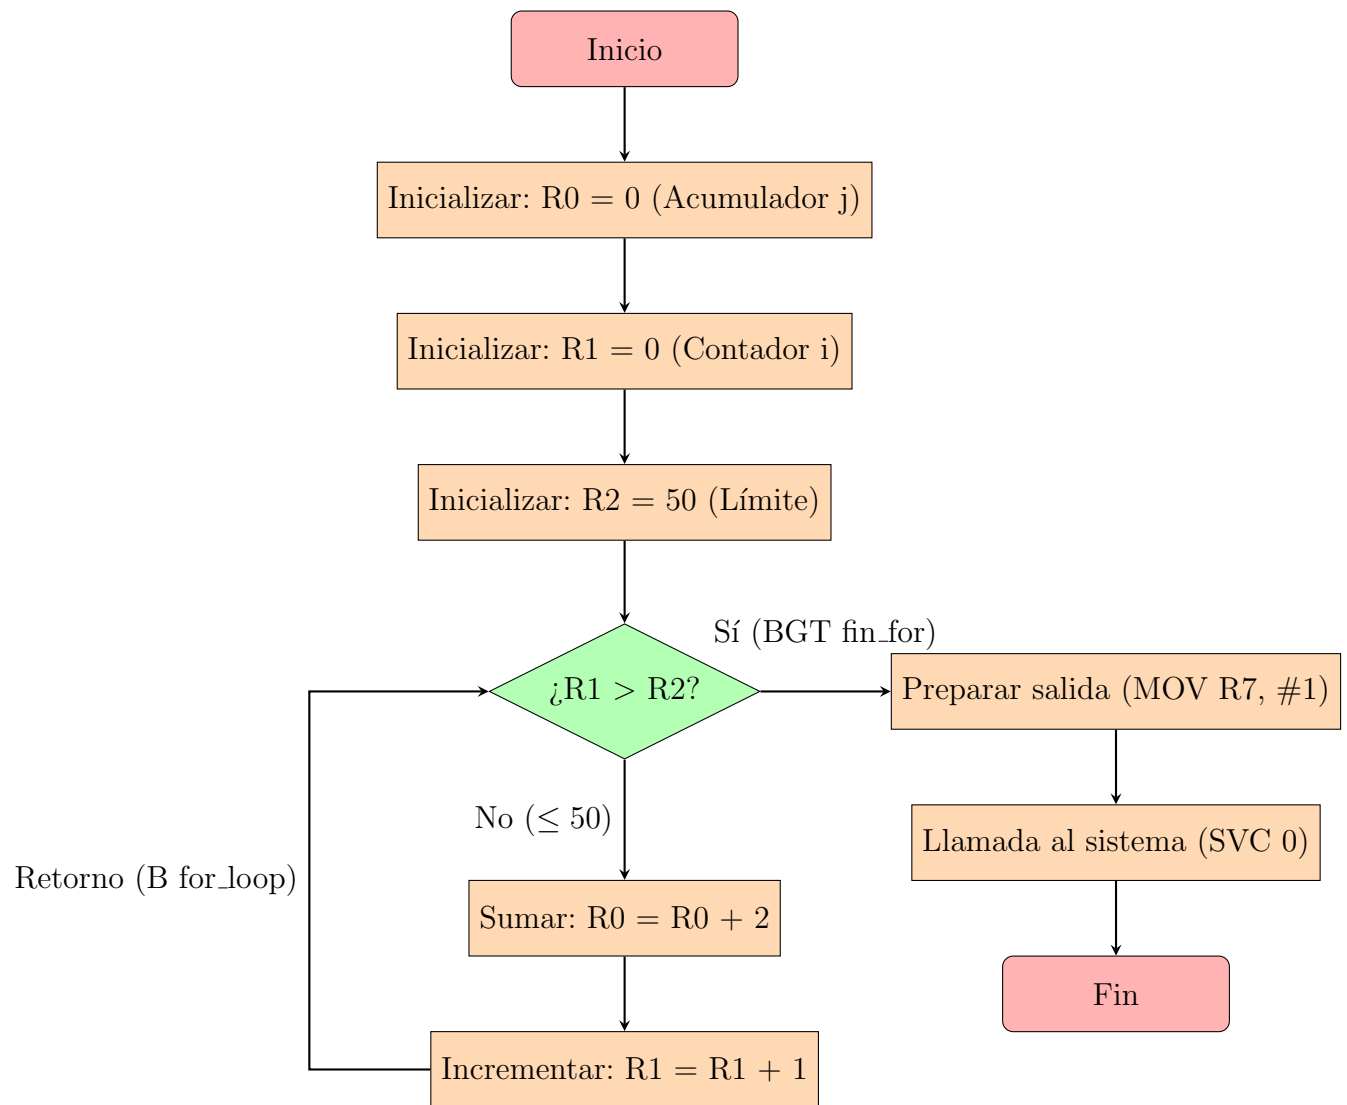 Inicio
Inicializar: R0 = 0 (Acumulador j)
Inicializar: R1 = 0 (Contador i)
Inicializar: R2 = 50 (Límite)
¿R1 > R2?
Sí (BGT fin_for)
Preparar salida (MOV R7, #1)
No (≤ 50)
Llamada al sistema (SVC 0)
Retorno (B for_loop)
Sumar: R0 = R0 + 2
Fin
Incrementar: R1 = R1 + 1